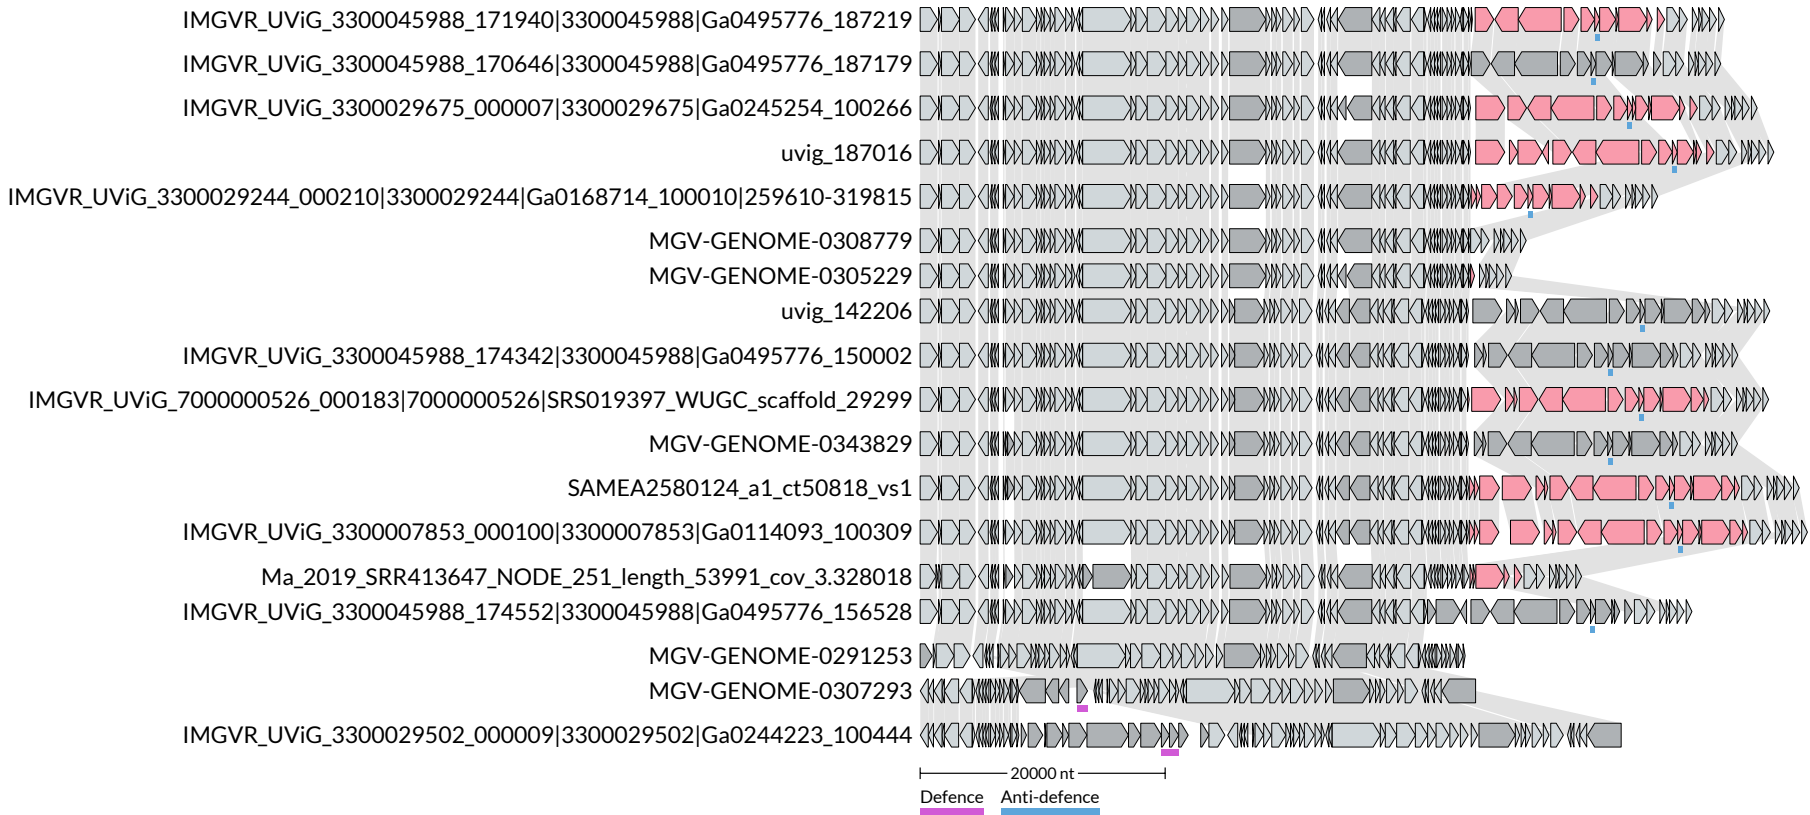 IMGVR_UViG_3300045988_171940|3300045988|Ga0495776_187219
IMGVR_UViG_3300045988_170646|3300045988|Ga0495776_187179
IMGVR_UViG_3300029675_000007|3300029675|Ga0245254_100266
uvig_187016
IMGVR_UViG_3300029244_000210|3300029244|Ga0168714_100010|259610-319815
MGV-GENOME-0308779
MGV-GENOME-0305229
uvig_142206
IMGVR_UViG_3300045988_174342|3300045988|Ga0495776_150002
IMGVR_UViG_7000000526_000183|7000000526|SRS019397_WUGC_scaffold_29299
MGV-GENOME-0343829
SAMEA2580124_a1_ct50818_vs1
IMGVR_UViG_3300007853_000100|3300007853|Ga0114093_100309
Ma_2019_SRR413647_NODE_251_length_53991_cov_3.328018
IMGVR_UViG_3300045988_174552|3300045988|Ga0495776_156528
MGV-GENOME-0291253
MGV-GENOME-0307293
IMGVR_UViG_3300029502_000009|3300029502|Ga0244223_100444
20000 nt
Defence Anti-defence